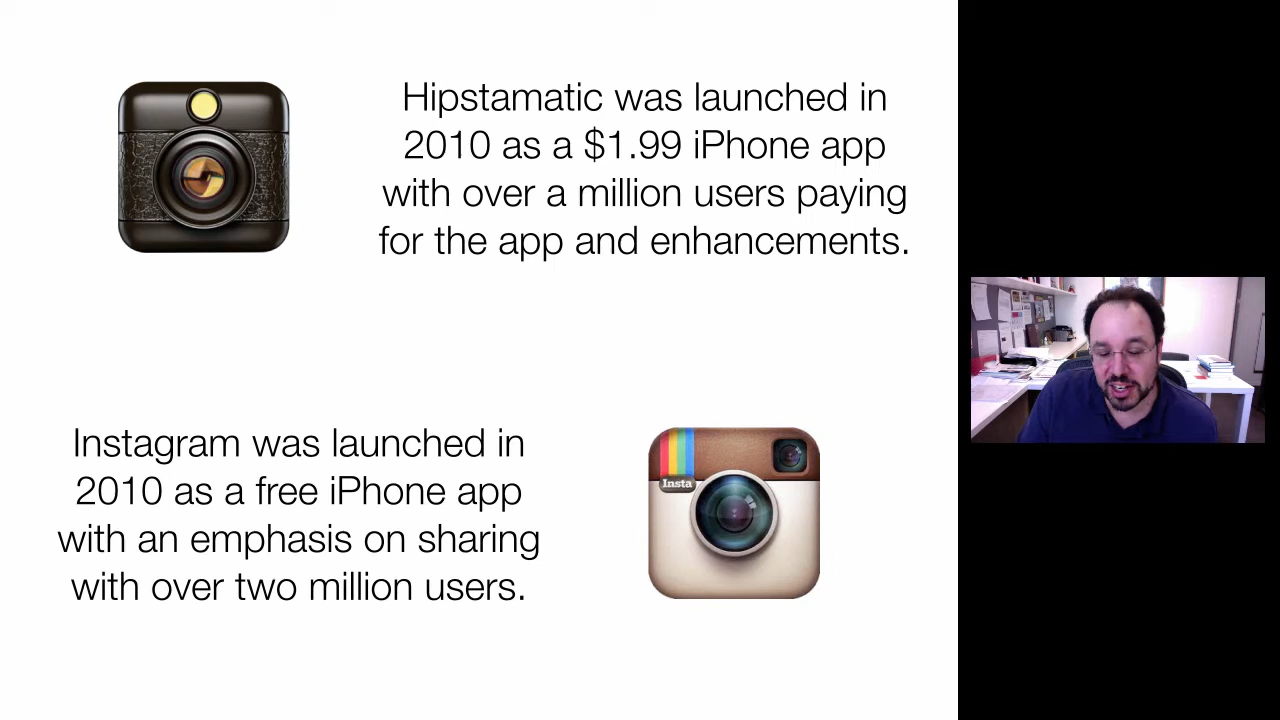 Hipstamatic was launched in
2010 as a $1.99 iPhone app
with over a million users paying
for the app and enhancements.
Instagram was launched in
2010 as a free iPhone app
with an emphasis on sharing
with over two million users.
Insta